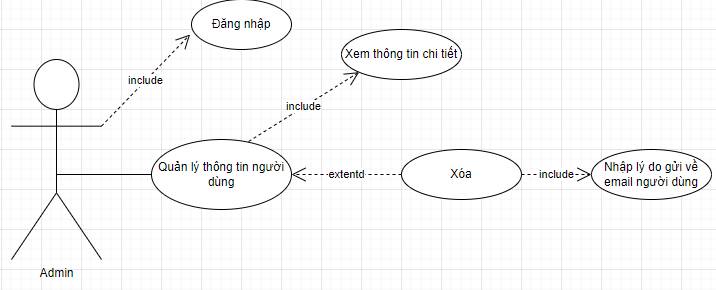 Đăng nhập
Xem thông tin chi tiết
include
include
Quản lý thông tin người
dùng
extentd
Xóa
include
Nhập lý do gửi về
email người dùng
Admin